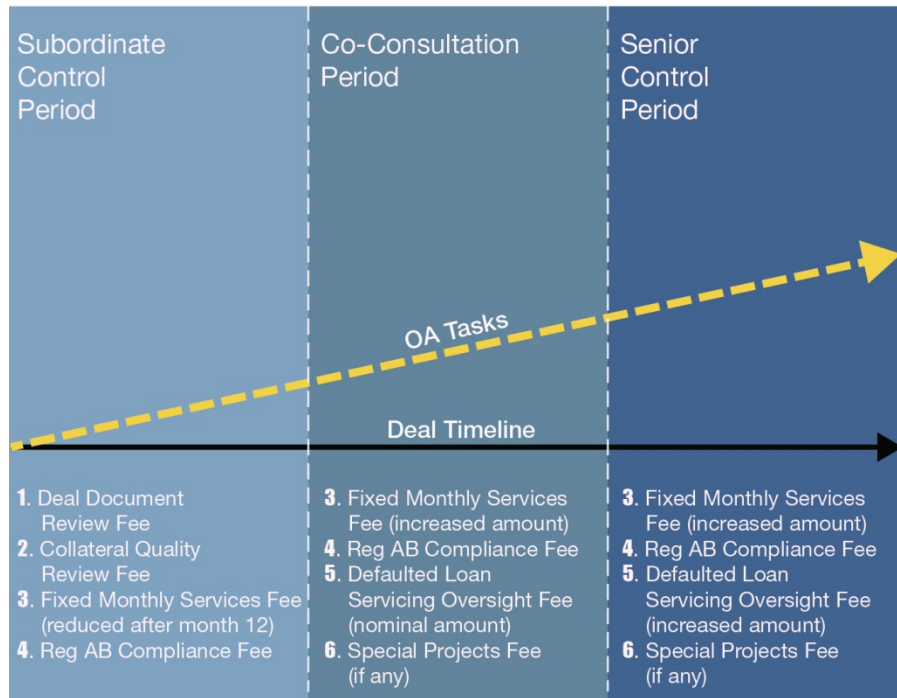 Subordinate
Control
Period
Co-Consultation
Period
Senior
Control
Period
OA Tasks
Deal Timeline
1. Deal Document
Review Fee
2. Collateral Quality
Review Fee
3. Fixed Monthly Services Fee
(reduced after month 12)
4. Reg AB Compliance Fee
3. Fixed Monthly Services
Fee (increased amount)
4. Reg AB Compliance Fee
5. Defaulted Loan
Servicing Oversight Fee
(nominal amount)
6. Special Projects Fee
(if any)
3. Fixed Monthly Services
Fee (increased amount)
4. Reg AB Compliance Fee
5. Defaulted Loan
Servicing Oversight Fee
(increased amount)
6. Special Projects Fee
(if any)